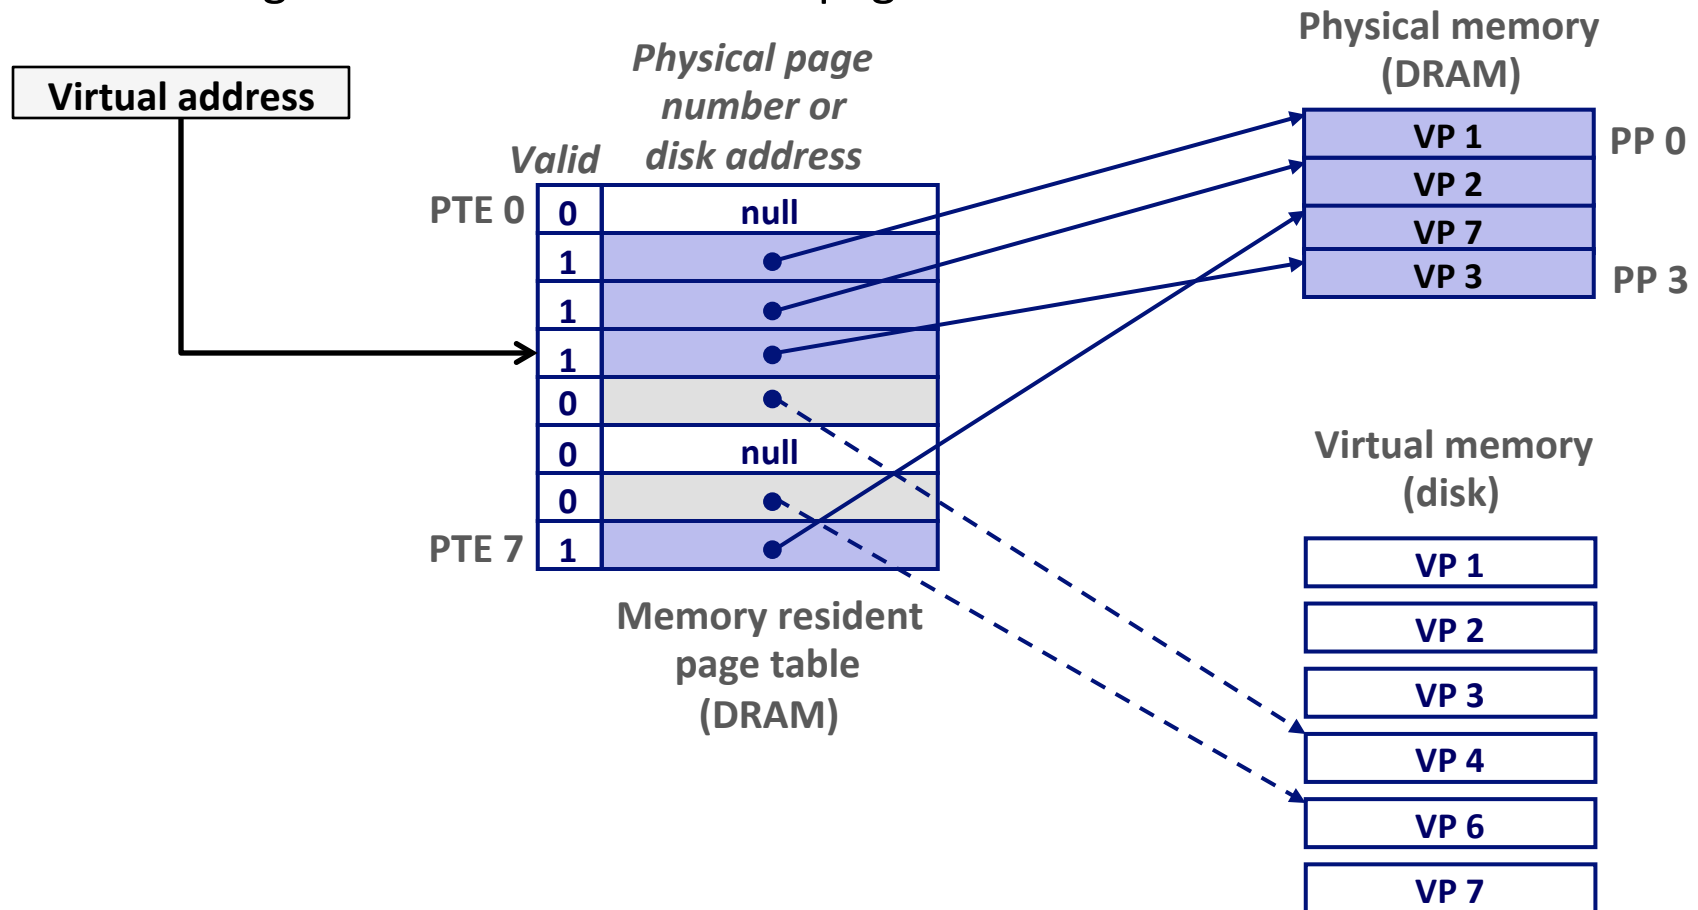 Virtual address
Physical page
number or
disk address
Valid
PTE 0
0
null
1
1
1
0
0
null
0
PTE 7
1
Memory resident
page table
(DRAM)
Physical memory
(DRAM)
VP 1
PP 0
VP 2
VP 7
VP 3
PP 3
Virtual memory
(disk)
VP 1
VP 2
VP 3
VP 4
VP 6
VP 7